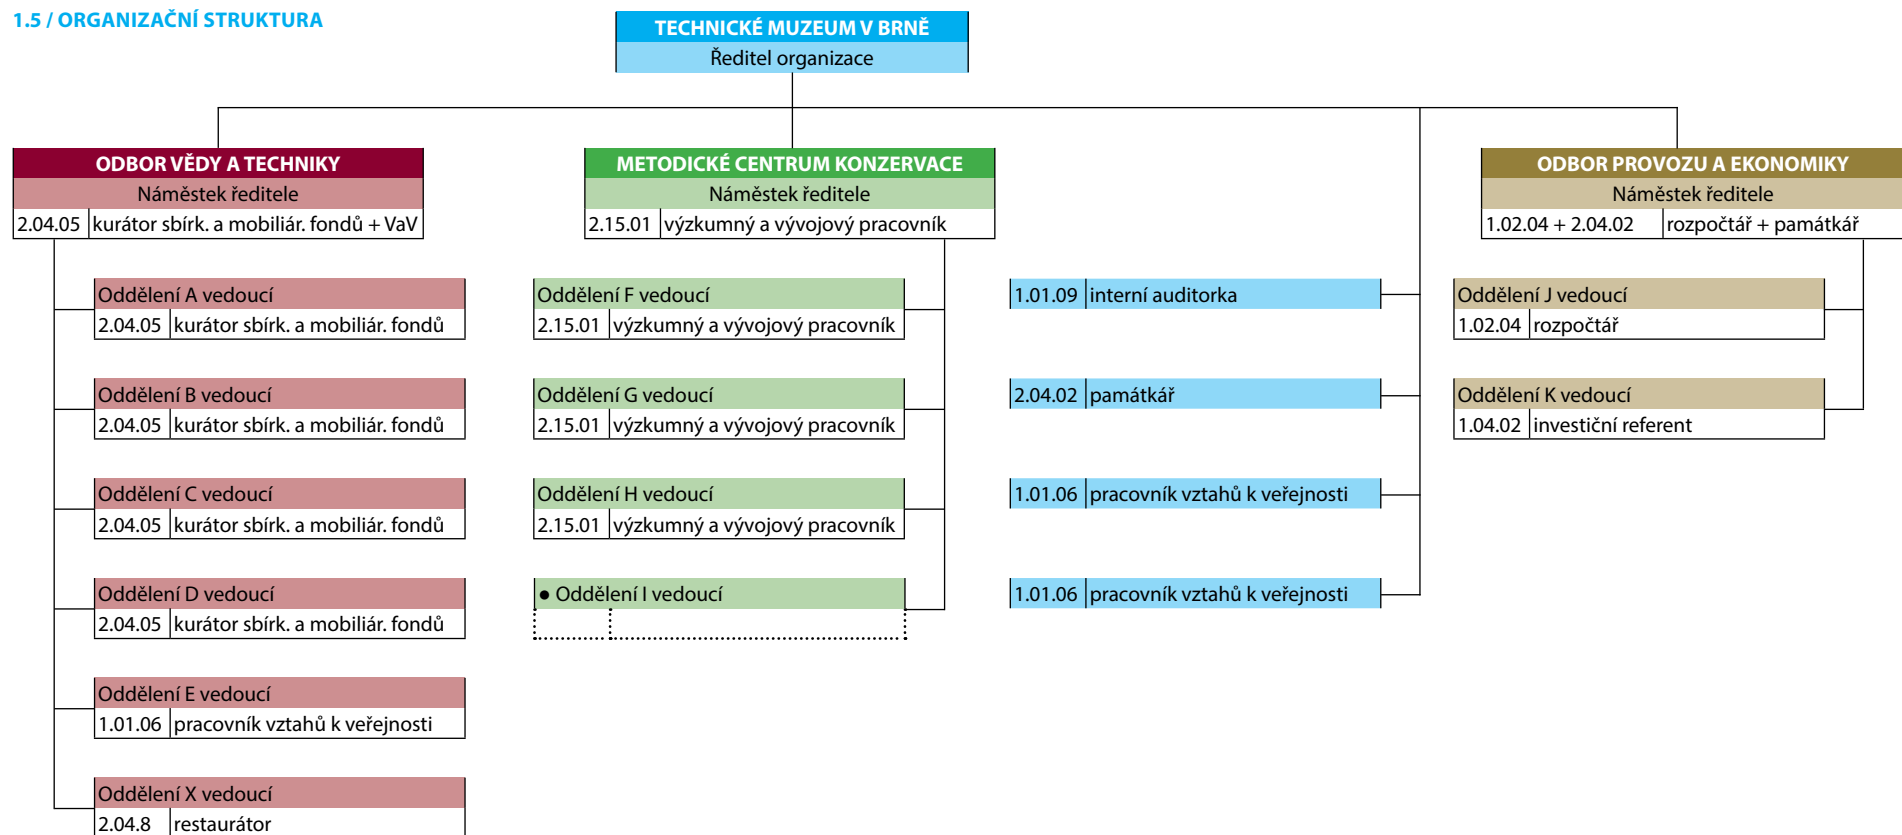 1.5 / ORGANIZAČNÍ STRUKTURA
TECHNICKÉ MUZEUM V BRNĚ
Ředitel organizace
ODBOR VĚDY A TECHNIKY
Náměstek ředitele
2.04.05 kurátor sbírk. a mobiliár. fondů + VaV
Oddělení A vedoucí
2.04.05 kurátor sbírk. a mobiliár. fondů
Oddělení B vedoucí
2.04.05 kurátor sbírk. a mobiliár. fondů
Oddělení C vedoucí
2.04.05 kurátor sbírk. a mobiliár. fondů
Oddělení D vedoucí
2.04.05 kurátor sbírk. a mobiliár. fondů
Oddělení E vedoucí
1.01.06 pracovník vztahů k veřejnosti
Oddělení X vedoucí
2.04.8 restaurátor
METODICKÉ CENTRUM KONZERVACE
Náměstek ředitele
2.15.01 výzkumný a vývojový pracovník
Oddělení F vedoucí
2.15.01 výzkumný a vývojový pracovník
Oddělení G vedoucí
2.15.01 výzkumný a vývojový pracovník
Oddělení H vedoucí
2.15.01 výzkumný a vývojový pracovník
● Oddělení I vedoucí
1.01.09 interní auditorka
2.04.02 památkář
1.01.06 pracovník vztahů k veřejnosti
1.01.06 pracovník vztahů k veřejnosti
ODBOR PROVOZU A EKONOMIKY
Náměstek ředitele
1.02.04 + 2.04.02 rozpočtář + památkář
Oddělení J vedoucí
1.02.04 rozpočtář
Oddělení K vedoucí
1.04.02 investiční referent